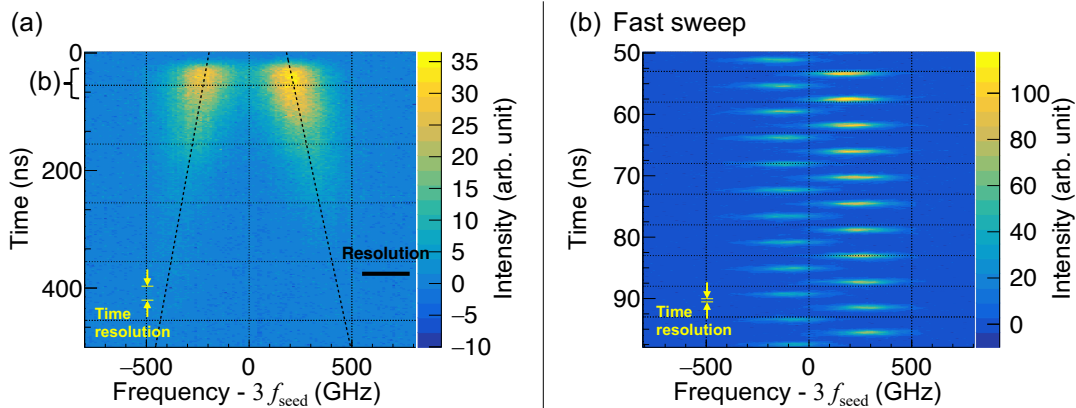 (a)
(b)
0
200
400
Time (ns)
−500
0
500
Frequency - 3 f_seed (GHz)
Resolution
Time
resolution
35
30
25
20
15
10
5
0
−5
−10
Intensity (arb. unit)
(b) Fast sweep
50
60
70
80
90
Time (ns)
−500
0
500
Frequency - 3 f_seed (GHz)
Time
resolution
100
80
60
40
20
0
Intensity (arb. unit)